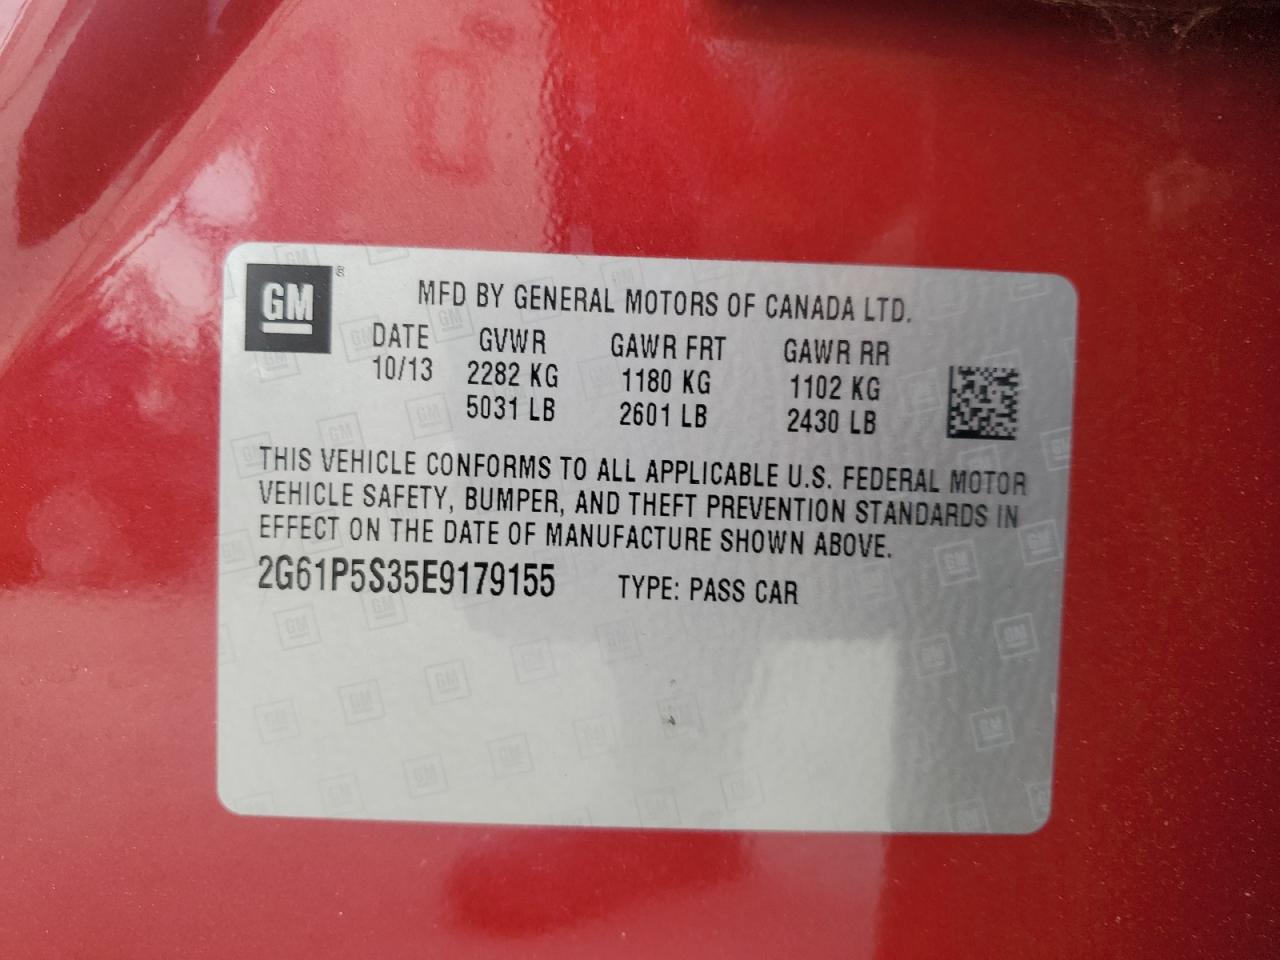 GM ®
MFD BY GENERAL MOTORS OF CANADA LTD.
DATE GVWR GAWR FRT GAWR RR
10/13 2282 KG 1180 KG 1102 KG
5031 LB 2601 LB 2430 LB
THIS VEHICLE CONFORMS TO ALL APPLICABLE U.S. FEDERAL MOTOR
VEHICLE SAFETY, BUMPER, AND THEFT PREVENTION STANDARDS IN
EFFECT ON THE DATE OF MANUFACTURE SHOWN ABOVE.
2G61P5S35E9179155 TYPE: PASS CAR